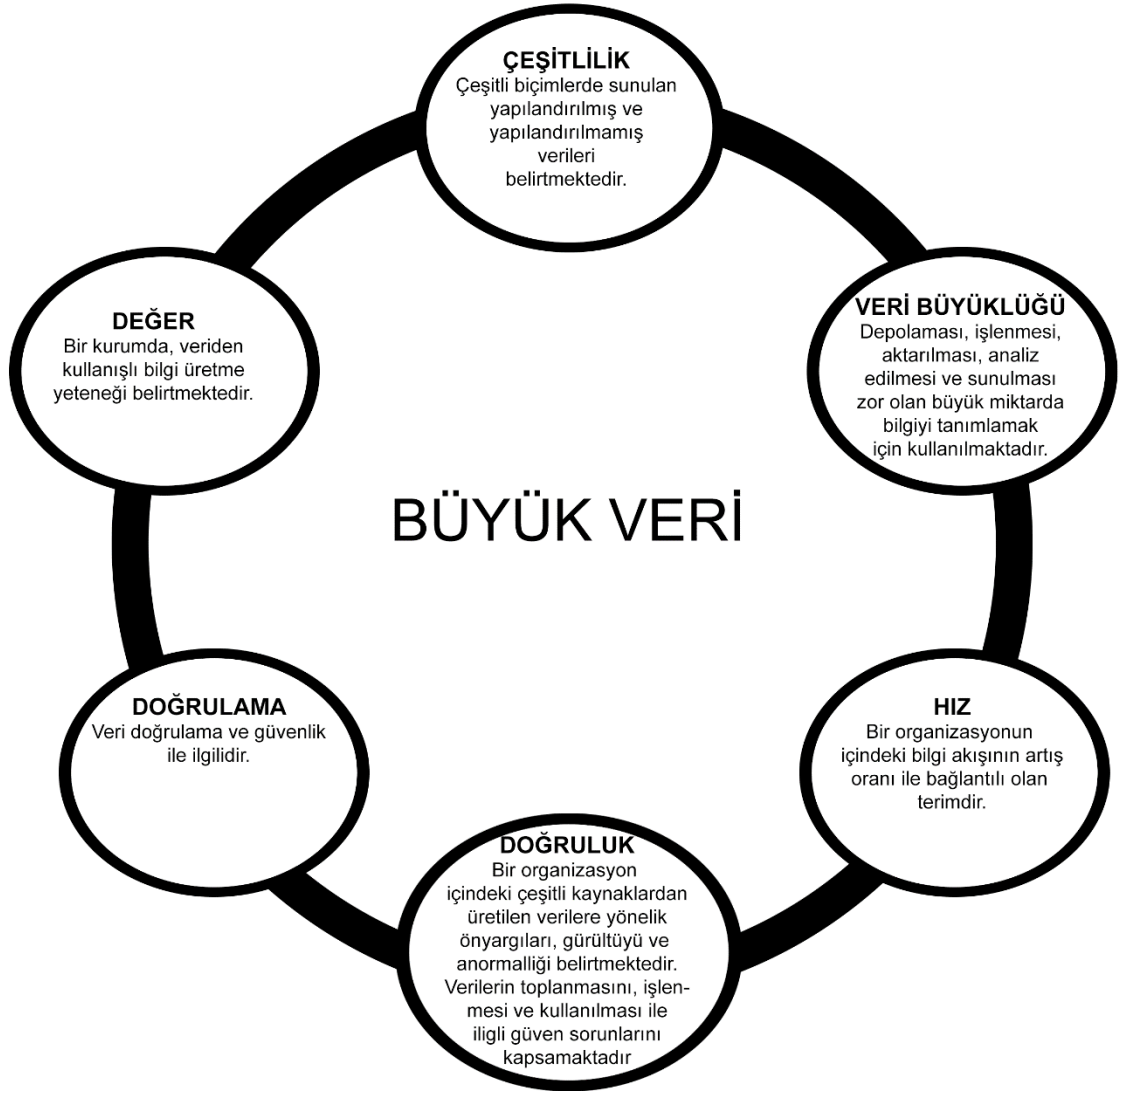 ÇEŞİTLİLİK
Çeşitli biçimlerde sunulan
yapılandırılmış ve
yapılandırılmamış
verileri
belirtmektedir.
DEĞER
Bir kurumda, veriden
kullanışlı bilgi üretme
yeteneği belirtmektedir.
VERİ BÜYÜKLÜĞÜ
Depolaması, işlenmesi,
aktarılması, analiz
edilmesi ve sunulması
zor olan büyük miktarda
bilgiyi tanımlamak
için kullanılmaktadır.
BÜYÜK VERİ
DOĞRULAMA
Veri doğrulama ve güvenlik
ile ilgilidir.
HIZ
Bir organizasyonun
içindeki bilgi akışının artış
oranı ile bağlantılı olan
terimdir.
DOĞRULUK
Bir organizasyon
içindeki çeşitli kaynaklardan
üretilen verilere yönelik
önyargıları, gürültüyü ve
anormalliği belirtmektedir.
Verilerin toplanmasını, işlen-
mesi ve kullanılması ile
iligli güven sorunlarını
kapsamaktadır